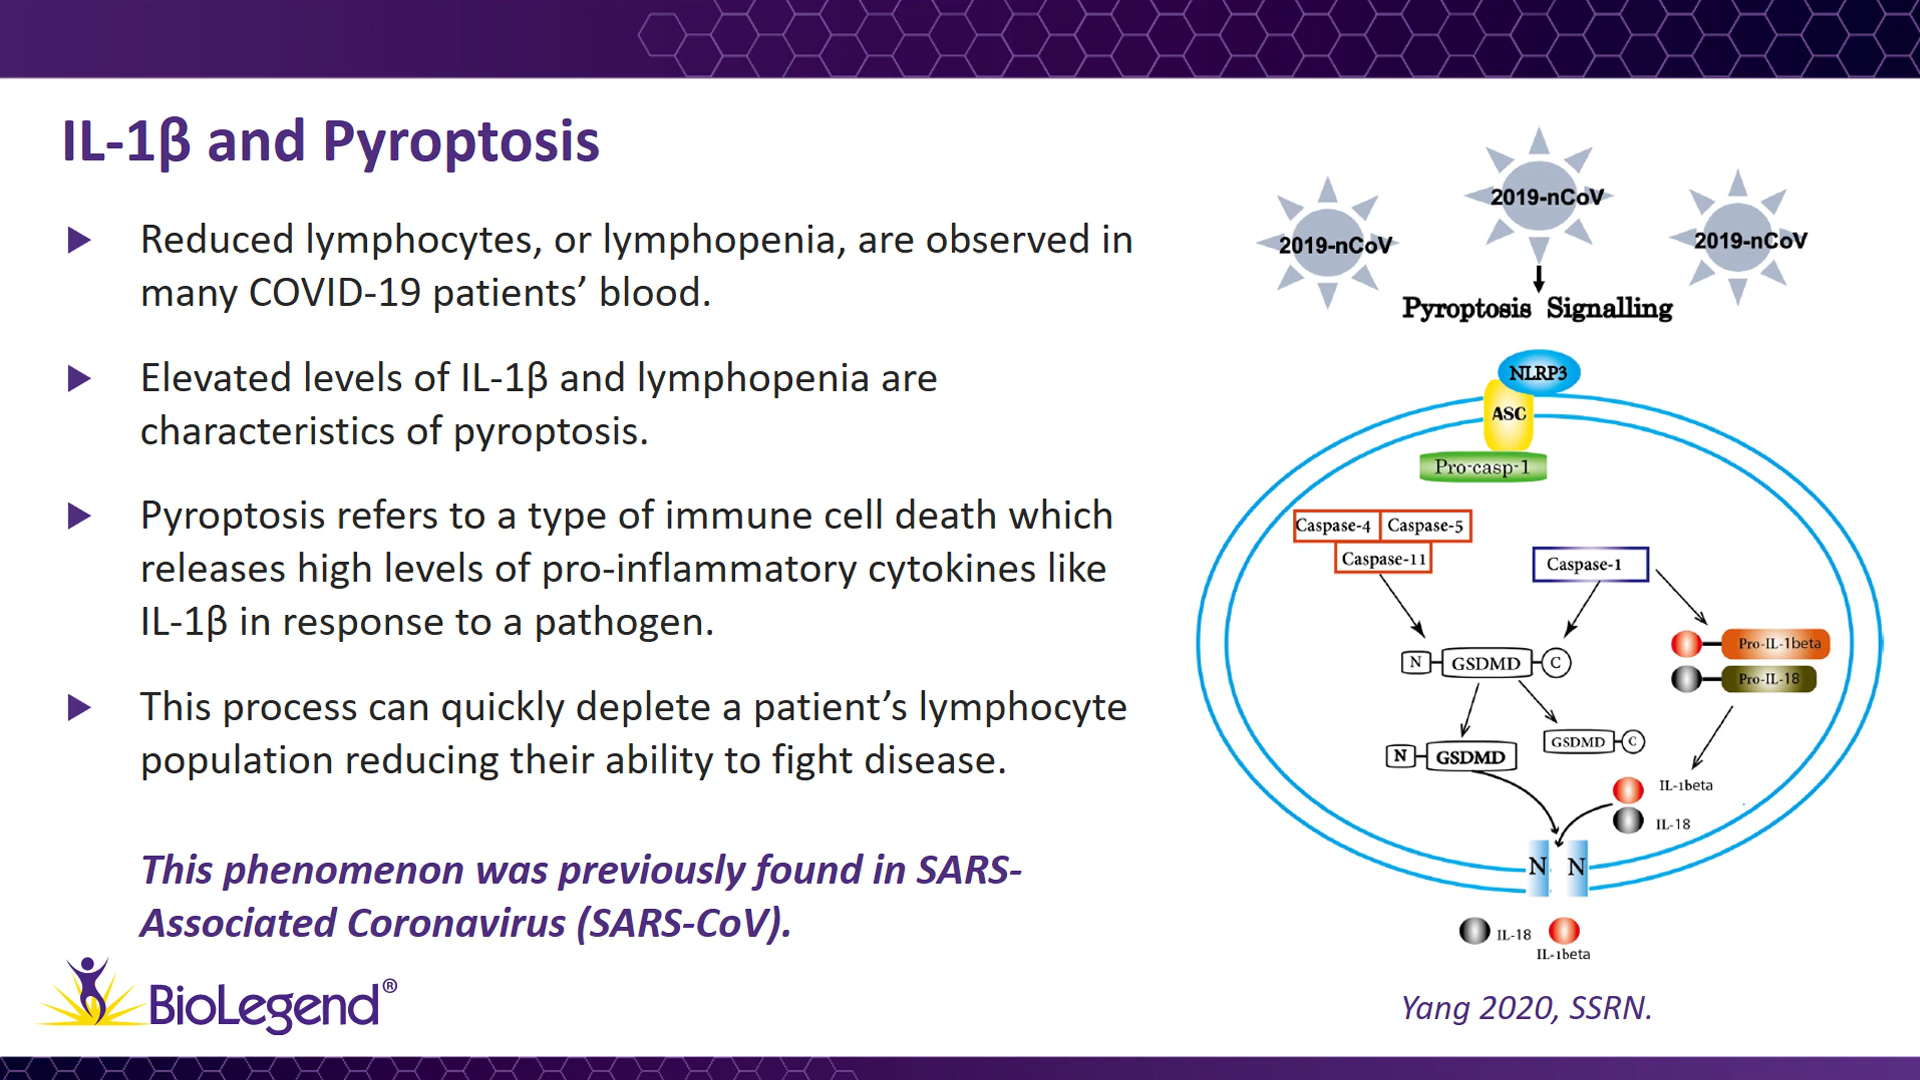 IL-1β and Pyroptosis
Reduced lymphocytes, or lymphopenia, are observed in
many COVID-19 patients’ blood.
Elevated levels of IL-1β and lymphopenia are
characteristics of pyroptosis.
Pyroptosis refers to a type of immune cell death which
releases high levels of pro-inflammatory cytokines like
IL-1β in response to a pathogen.
This process can quickly deplete a patient’s lymphocyte
population reducing their ability to fight disease.
This phenomenon was previously found in SARS-
Associated Coronavirus (SARS-CoV).
BioLegend®
2019-nCoV
2019-nCoV
2019-nCoV
Pyroptosis Signalling
NLRP3
ASC
Pro-casp-1
Caspase-4 Caspase-5
Caspase-11
Caspase-1
N GSDMD C
Pro-IL-1beta
Pro-IL-18
N GSDMD
GSDMD C
IL-1beta
IL-18
N N
IL-18
IL-1beta
Yang 2020, SSRN.